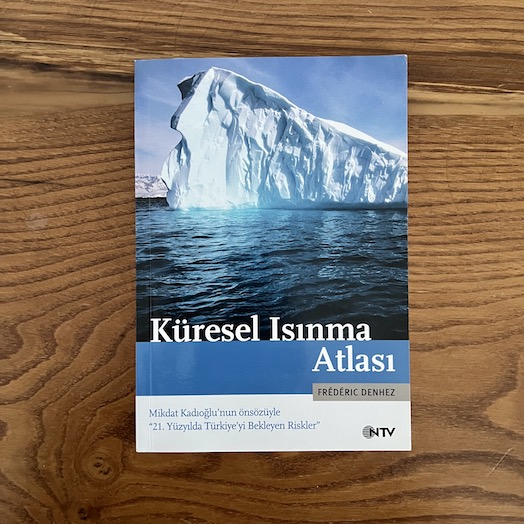 Küresel Isınma
Atlası
FRÉDÉRIC DENHEZ
Mikdat Kadıoğlu'nun önsözüyle
“21. Yüzyılda Türkiye'yi Bekleyen Riskler”
NTV